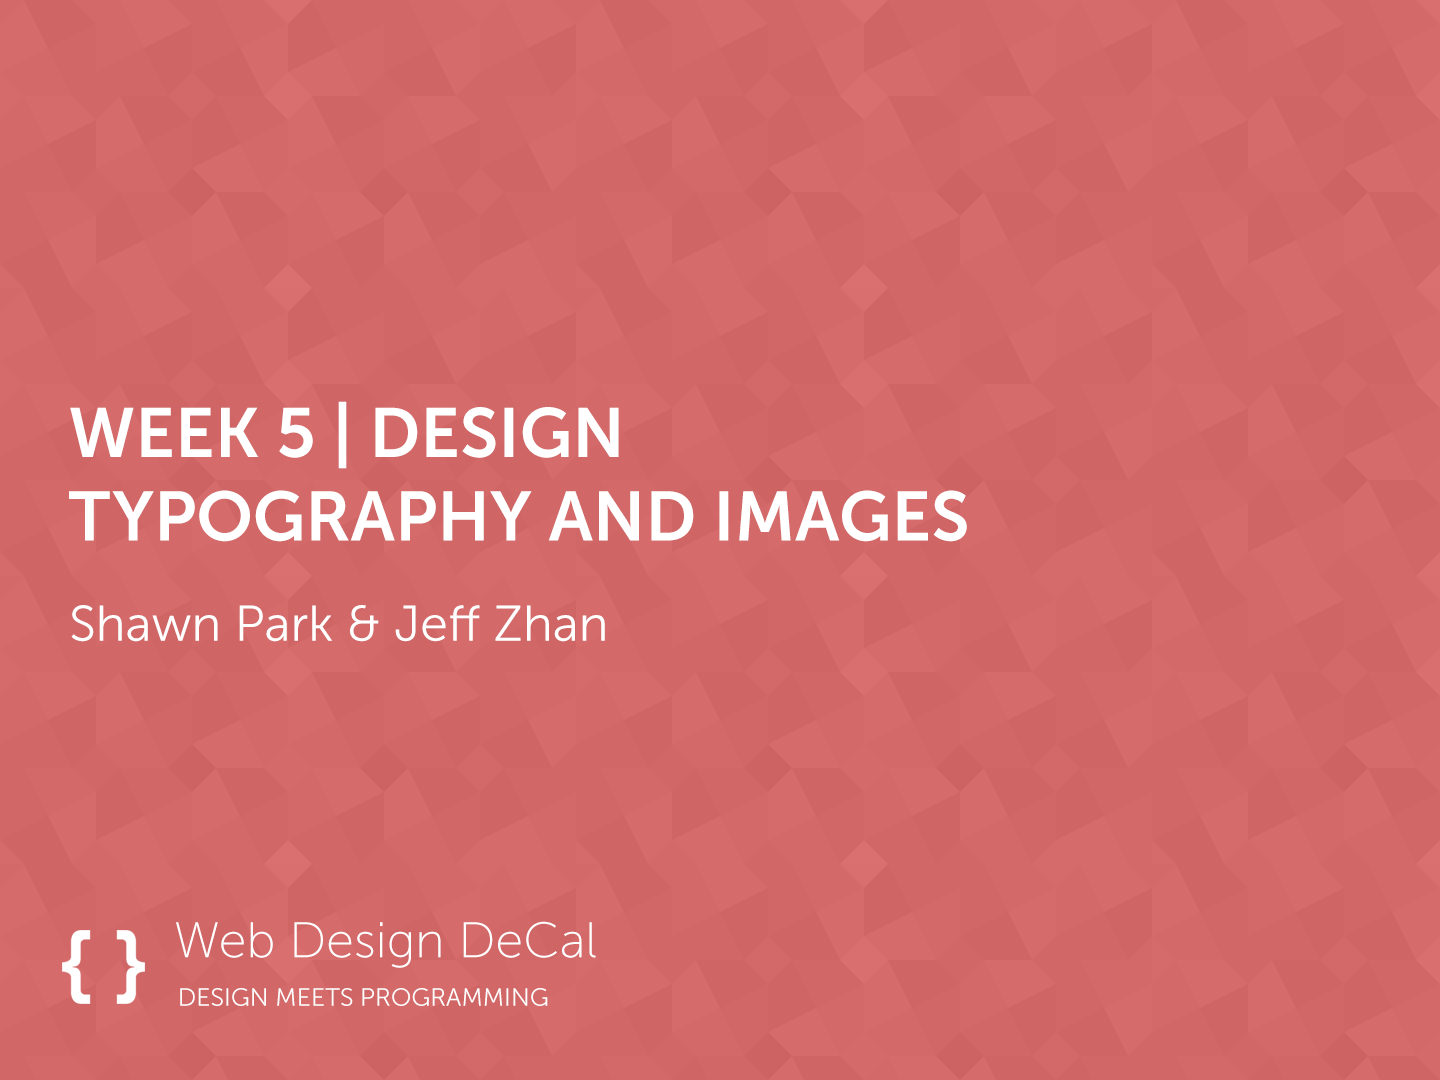 WEEK 5 | DESIGN
TYPOGRAPHY AND IMAGES
Shawn Park & Jeff Zhan
{ } Web Design DeCal
DESIGN MEETS PROGRAMMING